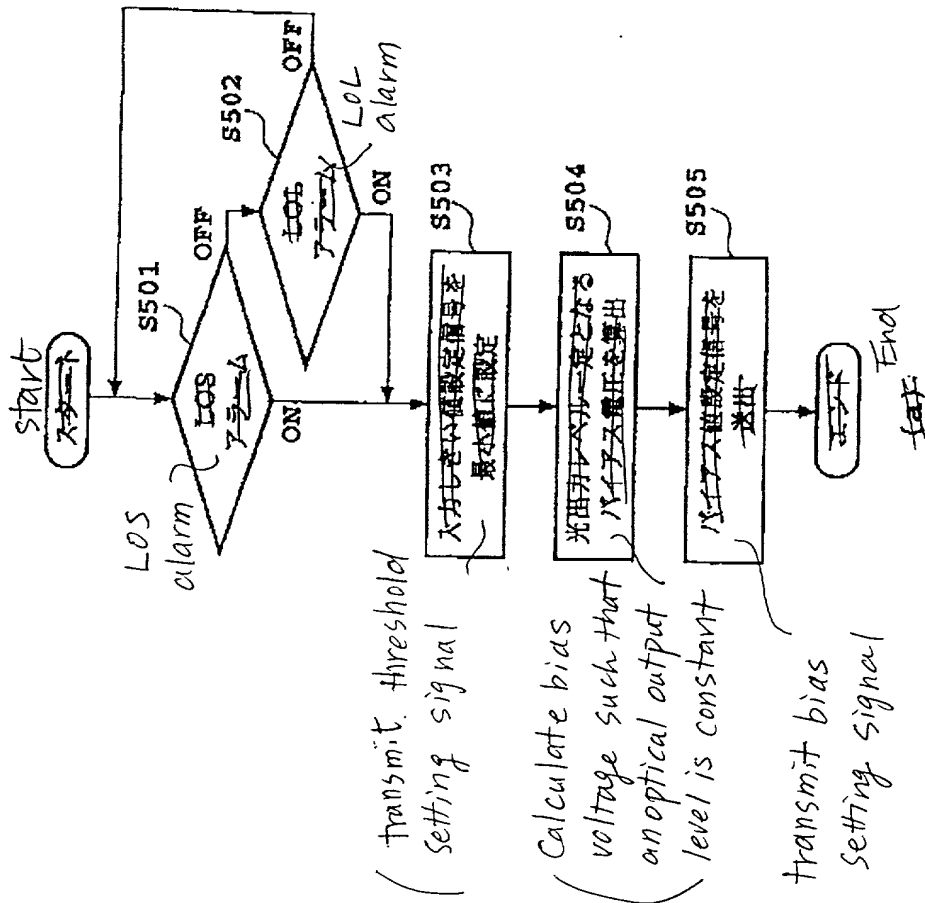 Start
スタート
S501
LOS
アラーム
LOS
alarm
OFF
ON
S502
LOL
アラーム
LOL
alarm
OFF
ON
S503
入力しきい値設定信号を
最小値に設定
transmit threshold
setting signal
S504
光出力レベル一定となる
バイアス電圧を算出
Calculate bias
voltage such that
an optical output
level is constant
S505
バイアス値設定信号を
送出
transmit bias
setting signal
エンド
End